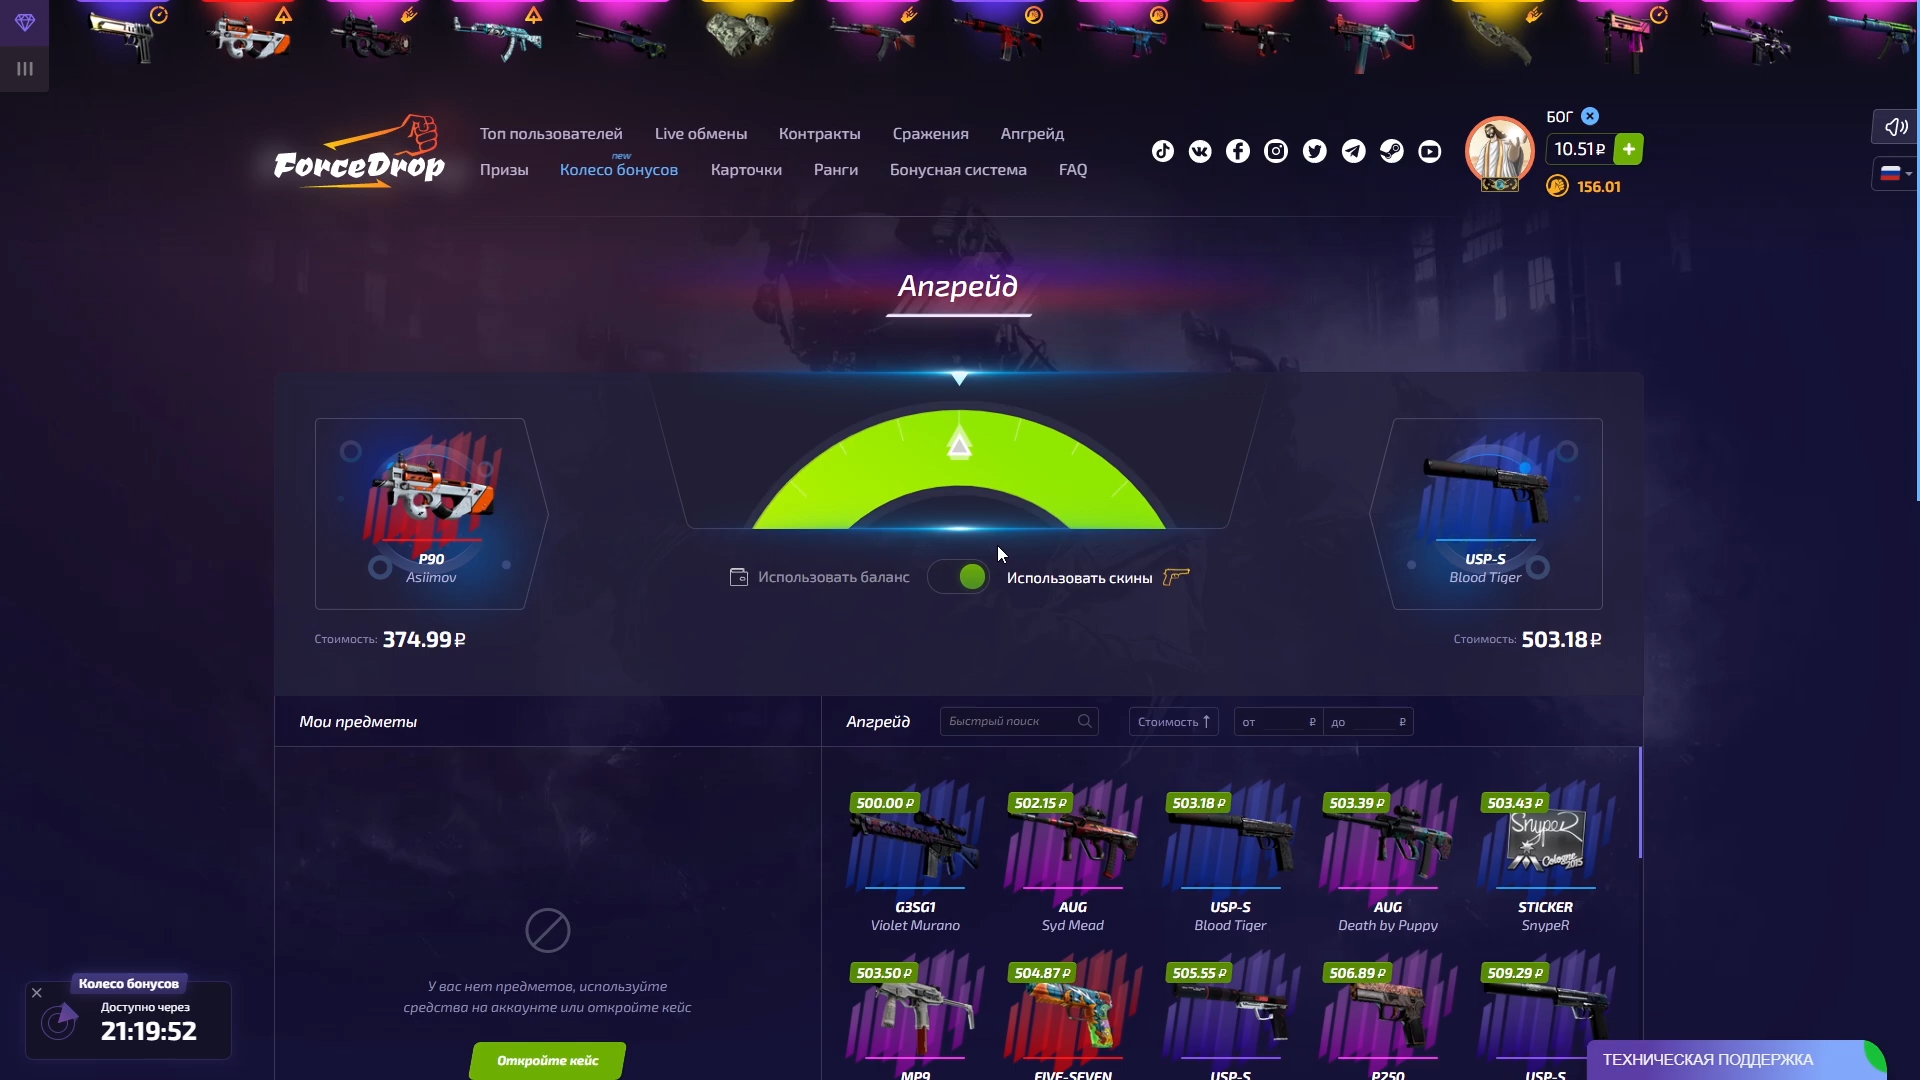 БОГ
ForceDrop
Топ пользователей
Live обмены
Контракты
Сражения
Апгрейд
10.51₽
+
new
Призы
Колесо бонусов
Карточки
Ранги
Бонусная система
FAQ
156.01
Апгрейд
P90
Asiimov
USP-S
Blood Tiger
Использовать баланс
Использовать скины
Стоимость: 374.99₽
Стоимость: 503.18₽
Мои предметы
Апгрейд
Быстрый поиск
Стоимость ↑
от ₽
до ₽
500.00 ₽
502.15 ₽
503.18 ₽
503.39 ₽
503.43 ₽
SnypeR
Cologne
2015
G3SG1
AUG
USP-S
AUG
STICKER
Violet Murano
Syd Mead
Blood Tiger
Death by Puppy
SnypeR
503.50 ₽
504.87 ₽
505.55 ₽
506.89 ₽
509.29 ₽
MP9
FIVE-SEVEN
USP-S
P250
USP-S
У вас нет предметов, используйте
средства на аккаунте или откройте кейс
Откройте кейс
Колесо бонусов
Доступно через
21:19:52
ТЕХНИЧЕСКАЯ ПОДДЕРЖКА